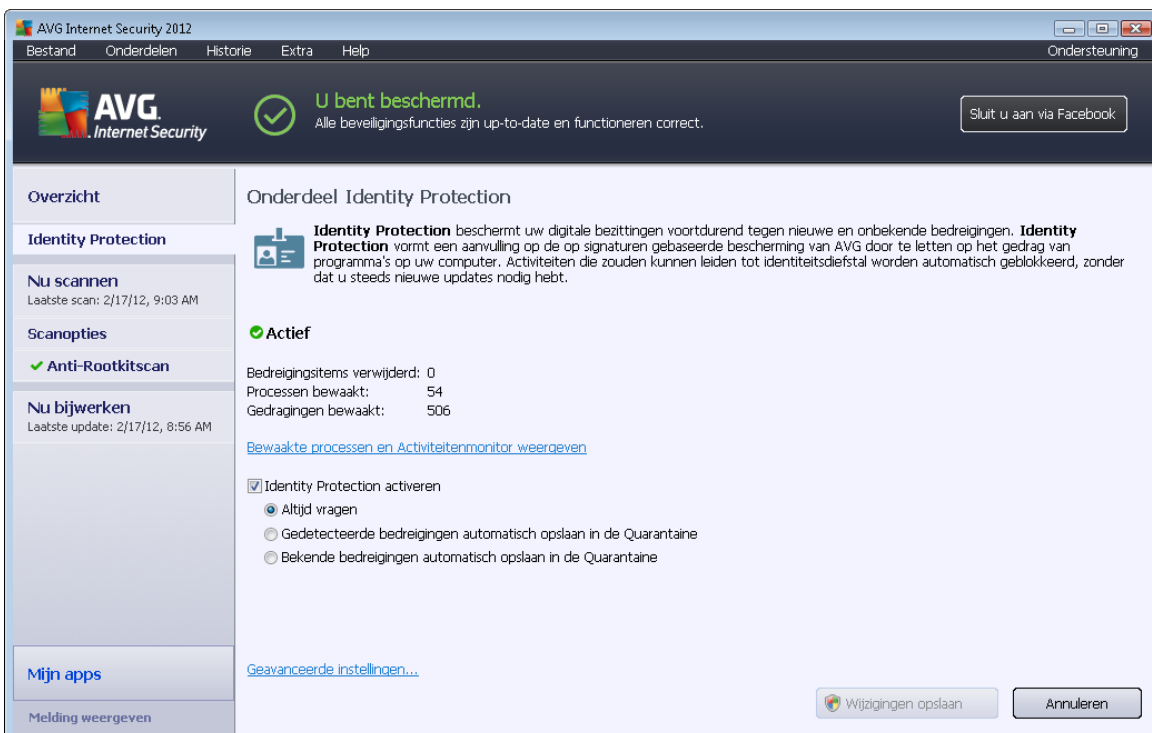 AVG Internet Security 2012
Bestand Onderdelen Historie Extra Help Ondersteuning
AVG.
Internet Security
U bent beschermd.
Alle beveiligingsfuncties zijn up-to-date en functioneren correct.
Sluit u aan via Facebook
Overzicht
Identity Protection
Nu scannen
Laatste scan: 2/17/12, 9:03 AM
Scanopties
Anti-Rootkitscan
Nu bijwerken
Laatste update: 2/17/12, 8:56 AM
Mijn apps
Melding weergeven
Onderdeel Identity Protection
Identity Protection beschermt uw digitale bezittingen voortdurend tegen nieuwe en onbekende bedreigingen. Identity
Protection vormt een aanvulling op de op signaturen gebaseerde bescherming van AVG door te letten op het gedrag van
programma's op uw computer. Activiteiten die zouden kunnen leiden tot identiteitsdiefstal worden automatisch geblokkeerd, zonder
dat u steeds nieuwe updates nodig hebt.
Actief
Bedreigingsitems verwijderd: 0
Processen bewaakt: 54
Gedragingen bewaakt: 506
Bewaakte processen en Activiteitenmonitor weergeven
Identity Protection activeren
Altijd vragen
Gedetecteerde bedreigingen automatisch opslaan in de Quarantaine
Bekende bedreigingen automatisch opslaan in de Quarantaine
Geavanceerde instellingen...
Wijzigingen opslaan
Annuleren